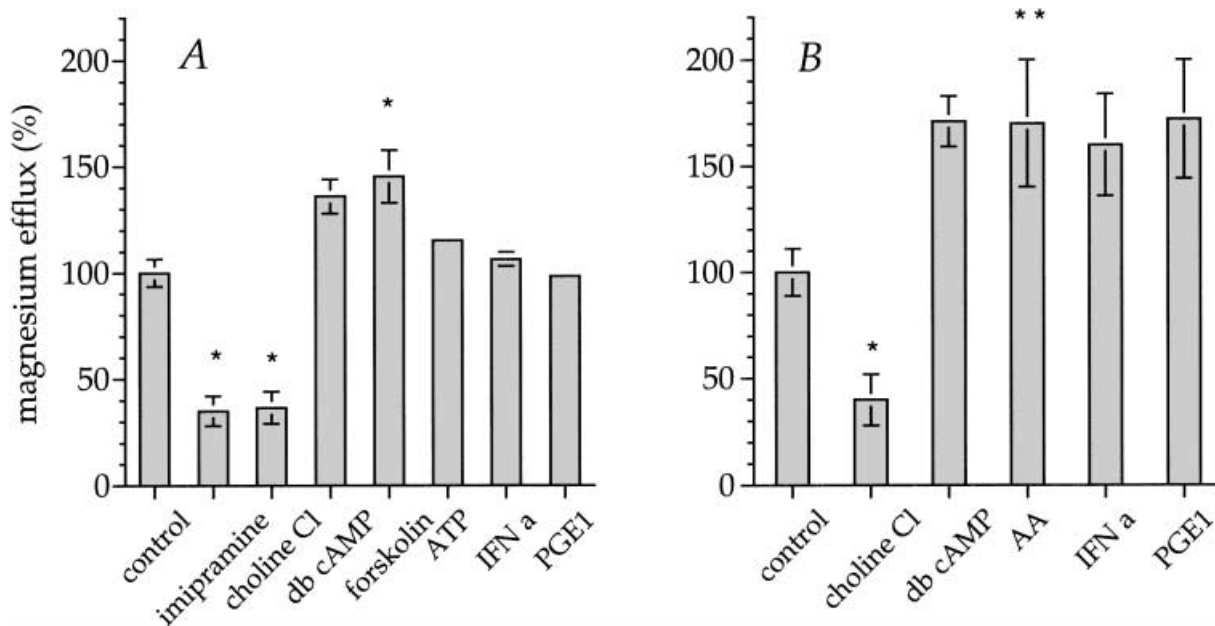 A
B
magnesium efflux (%)
200
150
100
50
0
* * *
control
imipramine
choline Cl
db cAMP
forskolin
ATP
IFN a
PGE1
200
150
100
50
0
* **
control
choline Cl
db cAMP
AA
IFN a
PGE1